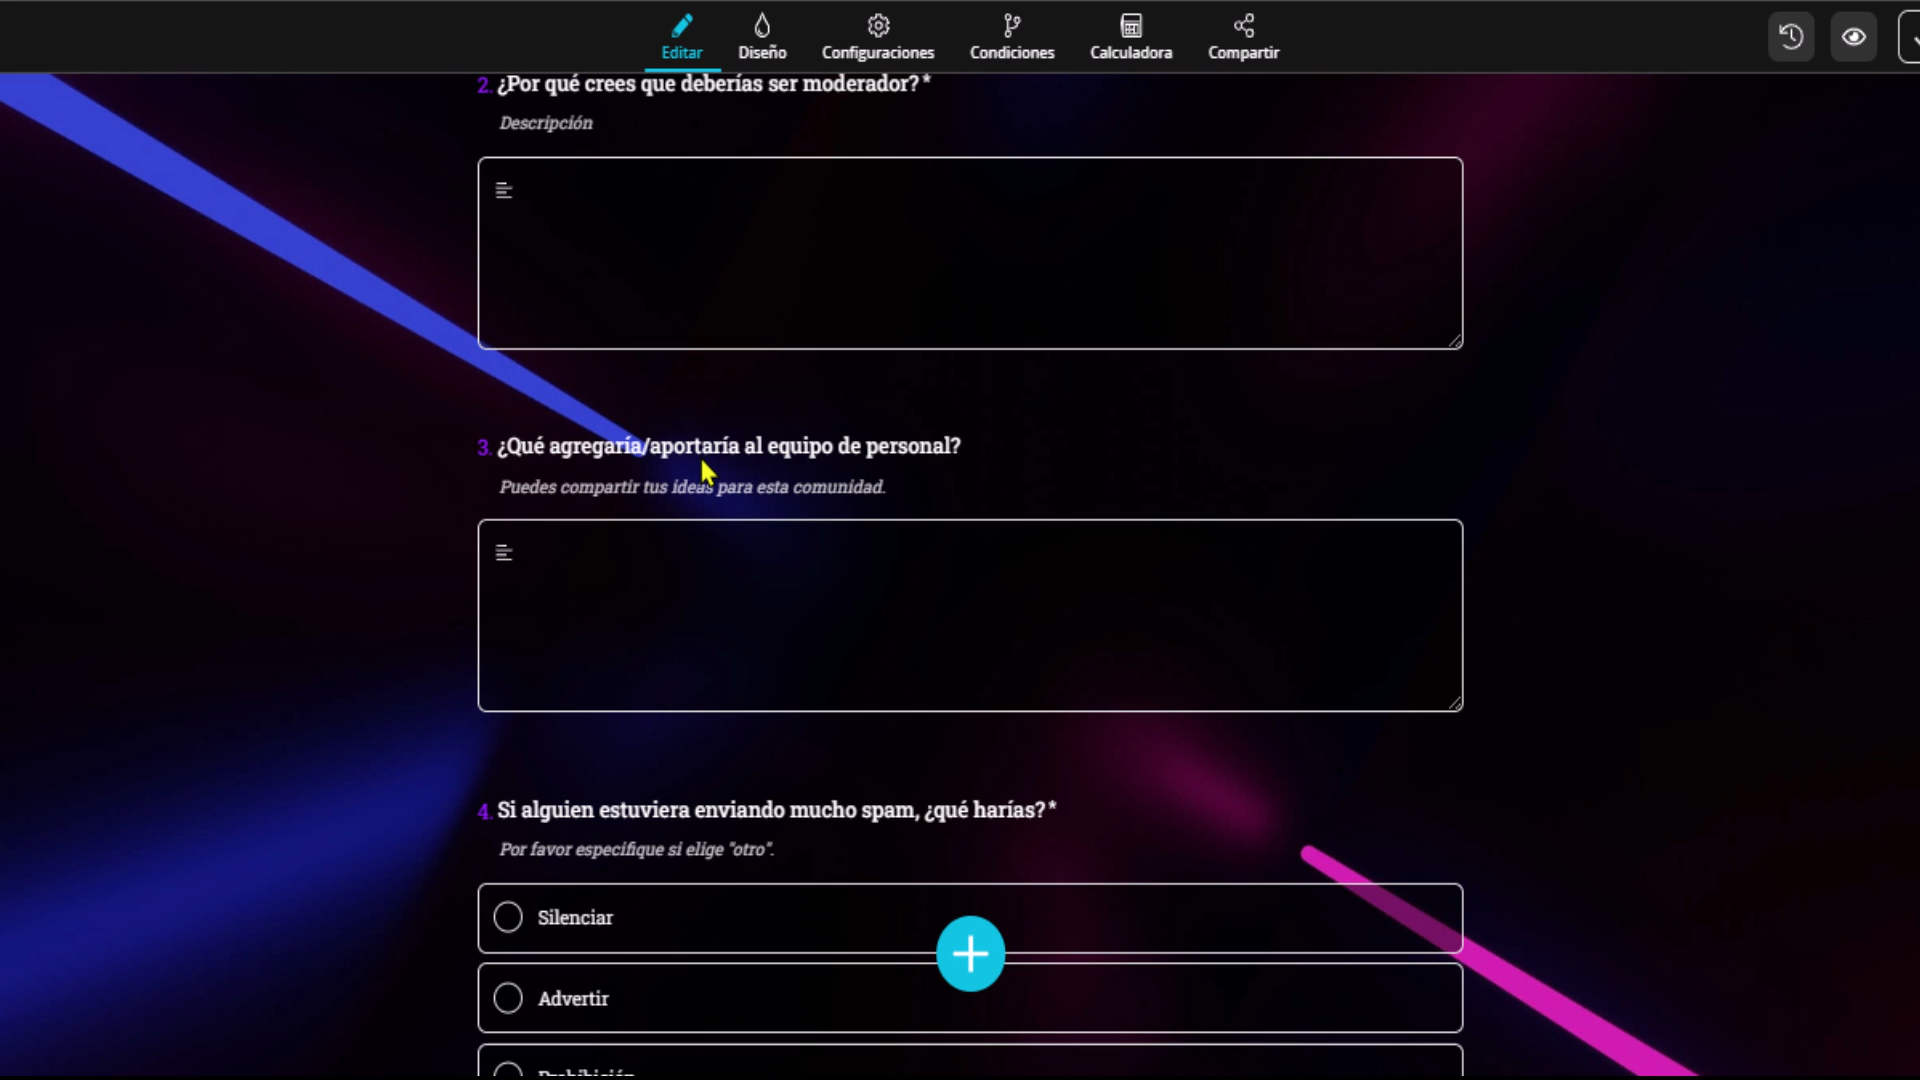 Editar Diseño Configuraciones Condiciones Calculadora Compartir
2. ¿Por qué crees que deberías ser moderador?*
Descripción
3. ¿Qué agregaría/aportaría al equipo de personal?
Puedes compartir tus ideas para esta comunidad.
4. Si alguien estuviera enviando mucho spam, ¿qué harías?*
Por favor especifique si elige "otro".
Silenciar
Advertir
Prohibición